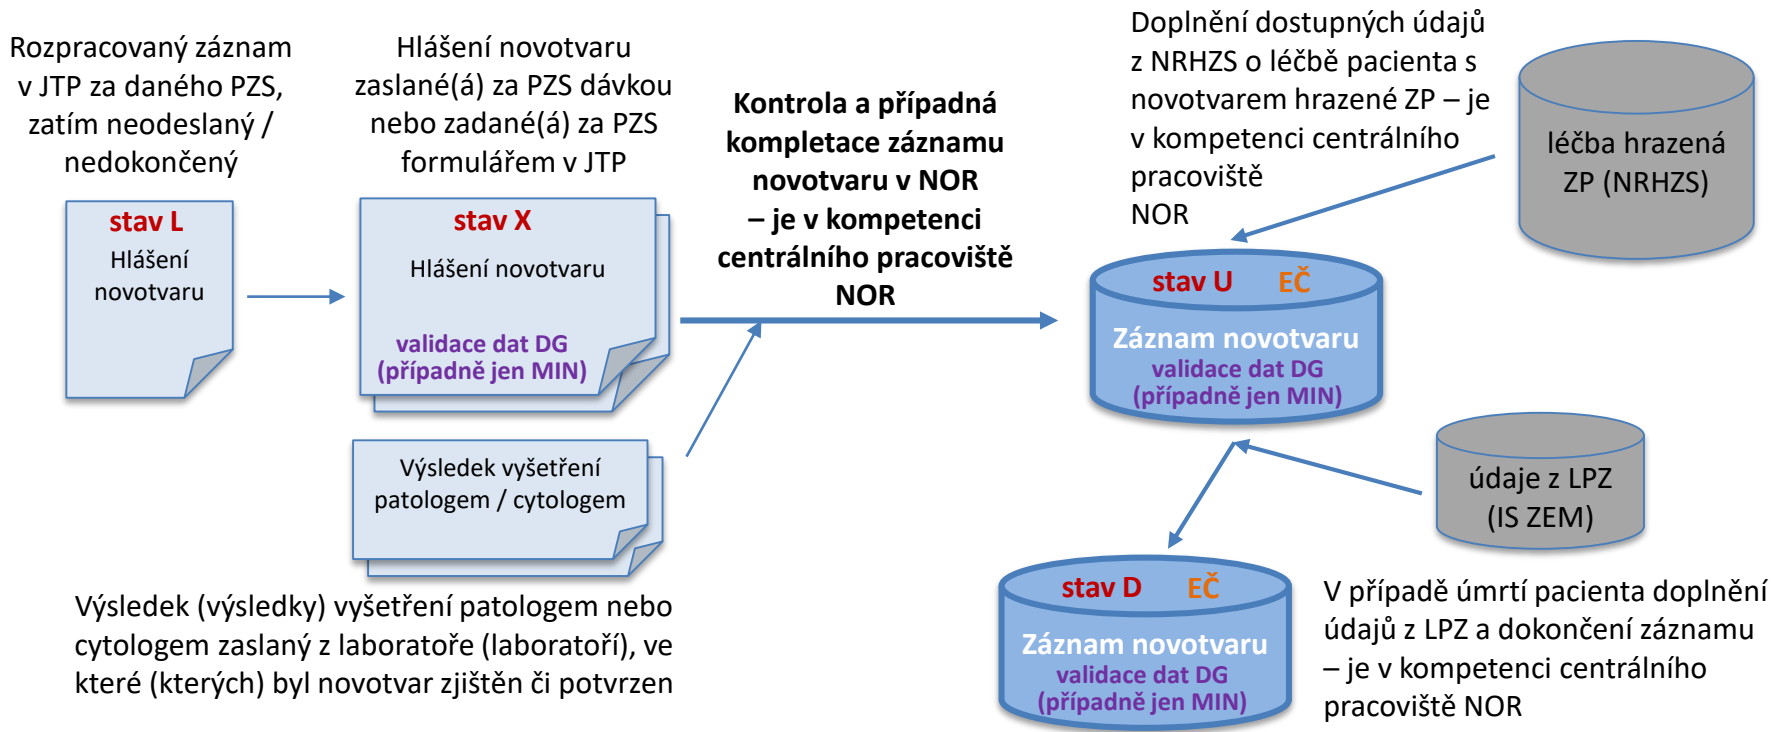 Rozpracovaný záznam
v JTP za daného PZS,
zatím neodeslaný /
nedokončený
stav L
Hlášení
novotvaru
Hlášení novotvaru
zaslané(á) za PZS dávkou
nebo zadané(á) za PZS
formulářem v JTP
stav X
Hlášení novotvaru
validace dat DG
(případně jen MIN)
Výsledek vyšetření
patologem / cytologem
Výsledek (výsledky) vyšetření patologem nebo
cytologem zaslaný z laboratoře (laboratoří), ve
které (kterých) byl novotvar zjištěn či potvrzen
Kontrola a případná
kompletace záznamu
novotvaru v NOR
– je v kompetenci
centrálního pracoviště
NOR
Doplnění dostupných údajů
z NRHZS o léčbě pacienta s
novotvarem hrazené ZP – je
v kompetenci centrálního
pracoviště
NOR
léčba hrazená
ZP (NRHZS)
stav U EČ
Záznam novotvaru
validace dat DG
(případně jen MIN)
údaje z LPZ
(IS ZEM)
stav D EČ
Záznam novotvaru
validace dat DG
(případně jen MIN)
V případě úmrtí pacienta doplnění
údajů z LPZ a dokončení záznamu
– je v kompetenci centrálního
pracoviště NOR